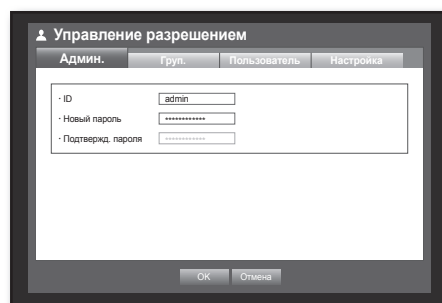 Управление разрешением
Админ. Груп. Пользователь Настройка
· ID admin
· Новый пароль ************
· Подтвержд. пароля ************
OK Отмена